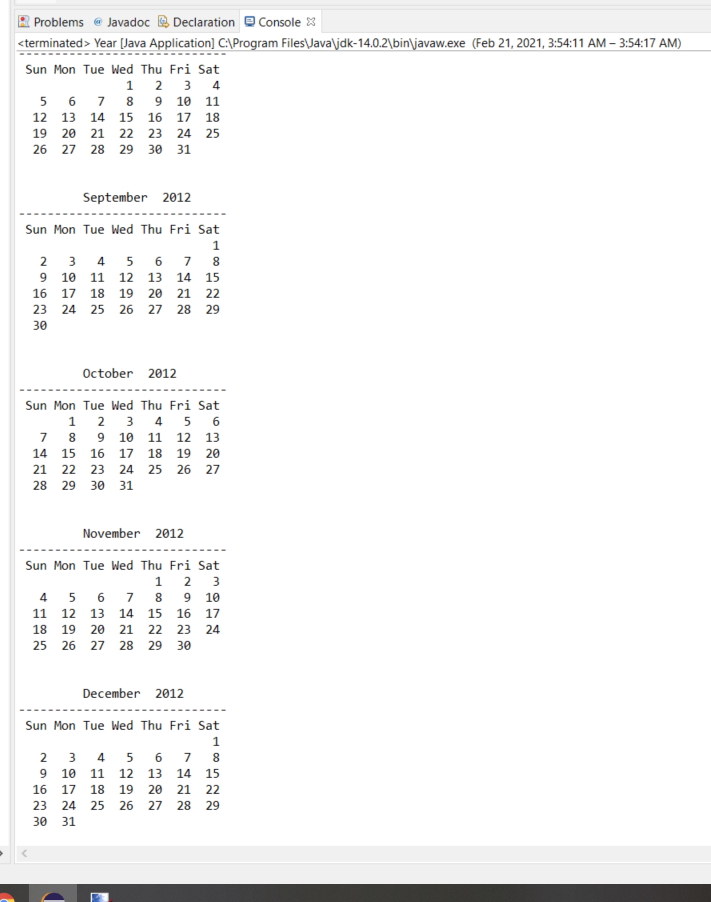 Problems @ Javadoc Declaration Console
<terminated> Year [Java Application] C:\Program Files\Java\jdk-14.0.2\bin\javaw.exe (Feb 21, 2021, 3:54:11 AM – 3:54:17 AM)
-----------------------------
Sun Mon Tue Wed Thu Fri Sat
1 2 3 4
5 6 7 8 9 10 11
12 13 14 15 16 17 18
19 20 21 22 23 24 25
26 27 28 29 30 31
September 2012
-----------------------------
Sun Mon Tue Wed Thu Fri Sat
1
2 3 4 5 6 7 8
9 10 11 12 13 14 15
16 17 18 19 20 21 22
23 24 25 26 27 28 29
30
October 2012
-----------------------------
Sun Mon Tue Wed Thu Fri Sat
1 2 3 4 5 6
7 8 9 10 11 12 13
14 15 16 17 18 19 20
21 22 23 24 25 26 27
28 29 30 31
November 2012
-----------------------------
Sun Mon Tue Wed Thu Fri Sat
1 2 3
4 5 6 7 8 9 10
11 12 13 14 15 16 17
18 19 20 21 22 23 24
25 26 27 28 29 30
December 2012
-----------------------------
Sun Mon Tue Wed Thu Fri Sat
1
2 3 4 5 6 7 8
9 10 11 12 13 14 15
16 17 18 19 20 21 22
23 24 25 26 27 28 29
30 31